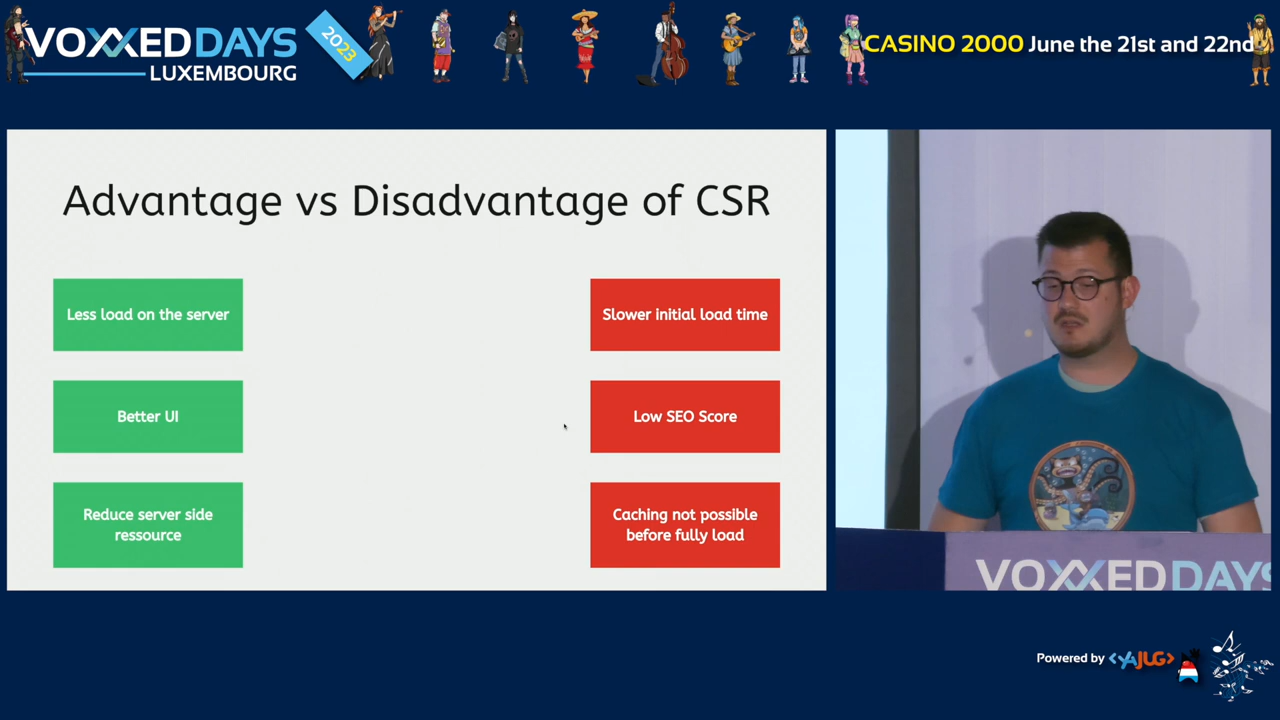 VOXXEDDAYS
LUXEMBOURG
2023
CASINO 2000 June the 21st and 22nd
Advantage vs Disadvantage of CSR
Less load on the server
Slower initial load time
Better UI
Low SEO Score
Reduce server side
ressource
Caching not possible
before fully load
VOXXEDDAYS
Powered by <YAJUG>